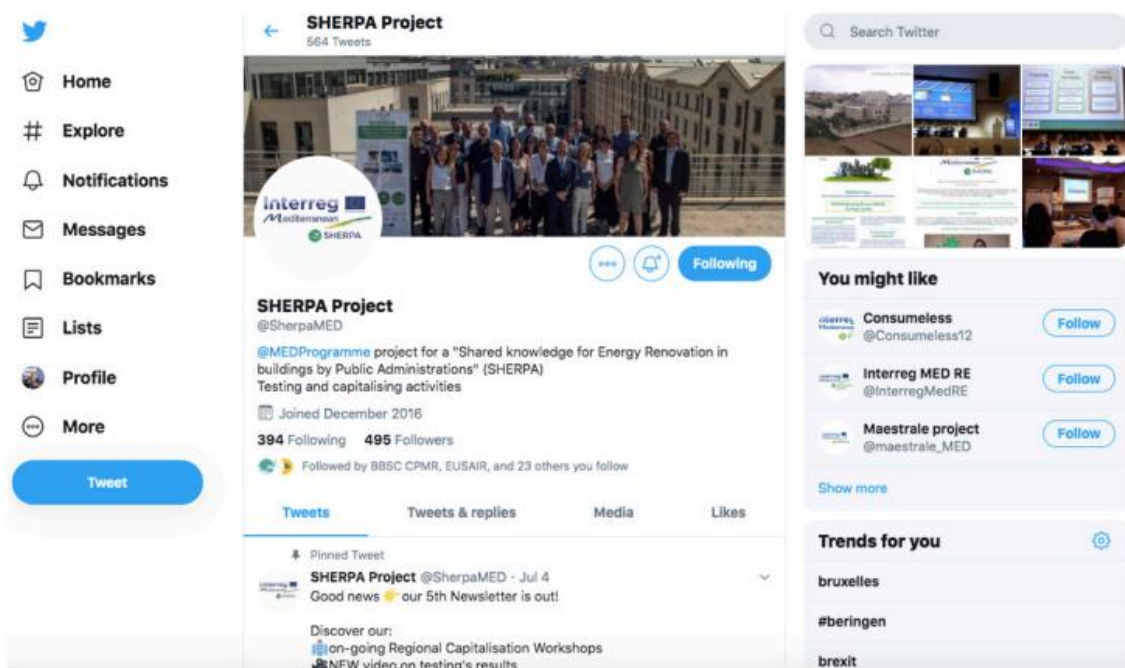 Home
Explore
Notifications
Messages
Bookmarks
Lists
Profile
More
Tweet
SHERPA Project
564 Tweets
Interreg
Mediterranean
SHERPA
Following
SHERPA Project
@SherpaMED
@MEDProgramme project for a "Shared knowledge for Energy Renovation in
buildings by Public Administrations" (SHERPA)
Testing and capitalising activities
Joined December 2016
394 Following 495 Followers
Followed by BBSC CPMR, EUSAIR, and 23 others you follow
Tweets Tweets & replies Media Likes
Pinned Tweet
SHERPA Project @SherpaMED · Jul 4
Good news 👉 our 5th Newsletter is out!
Discover our:
on-going Regional Capitalisation Workshops
NEW video on testing's results
Search Twitter
You might like
Consumeless
@Consumeless12
Follow
Interreg MED RE
@InterregMedRE
Follow
Maestrale project
@maestrale_MED
Follow
Show more
Trends for you
bruxelles
#beringen
brexit